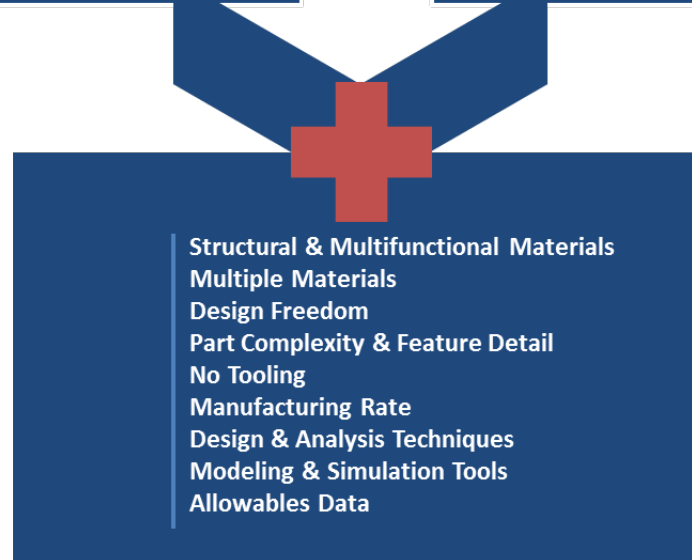 Structural & Multifunctional Materials
Multiple Materials
Design Freedom
Part Complexity & Feature Detail
No Tooling
Manufacturing Rate
Design & Analysis Techniques
Modeling & Simulation Tools
Allowables Data